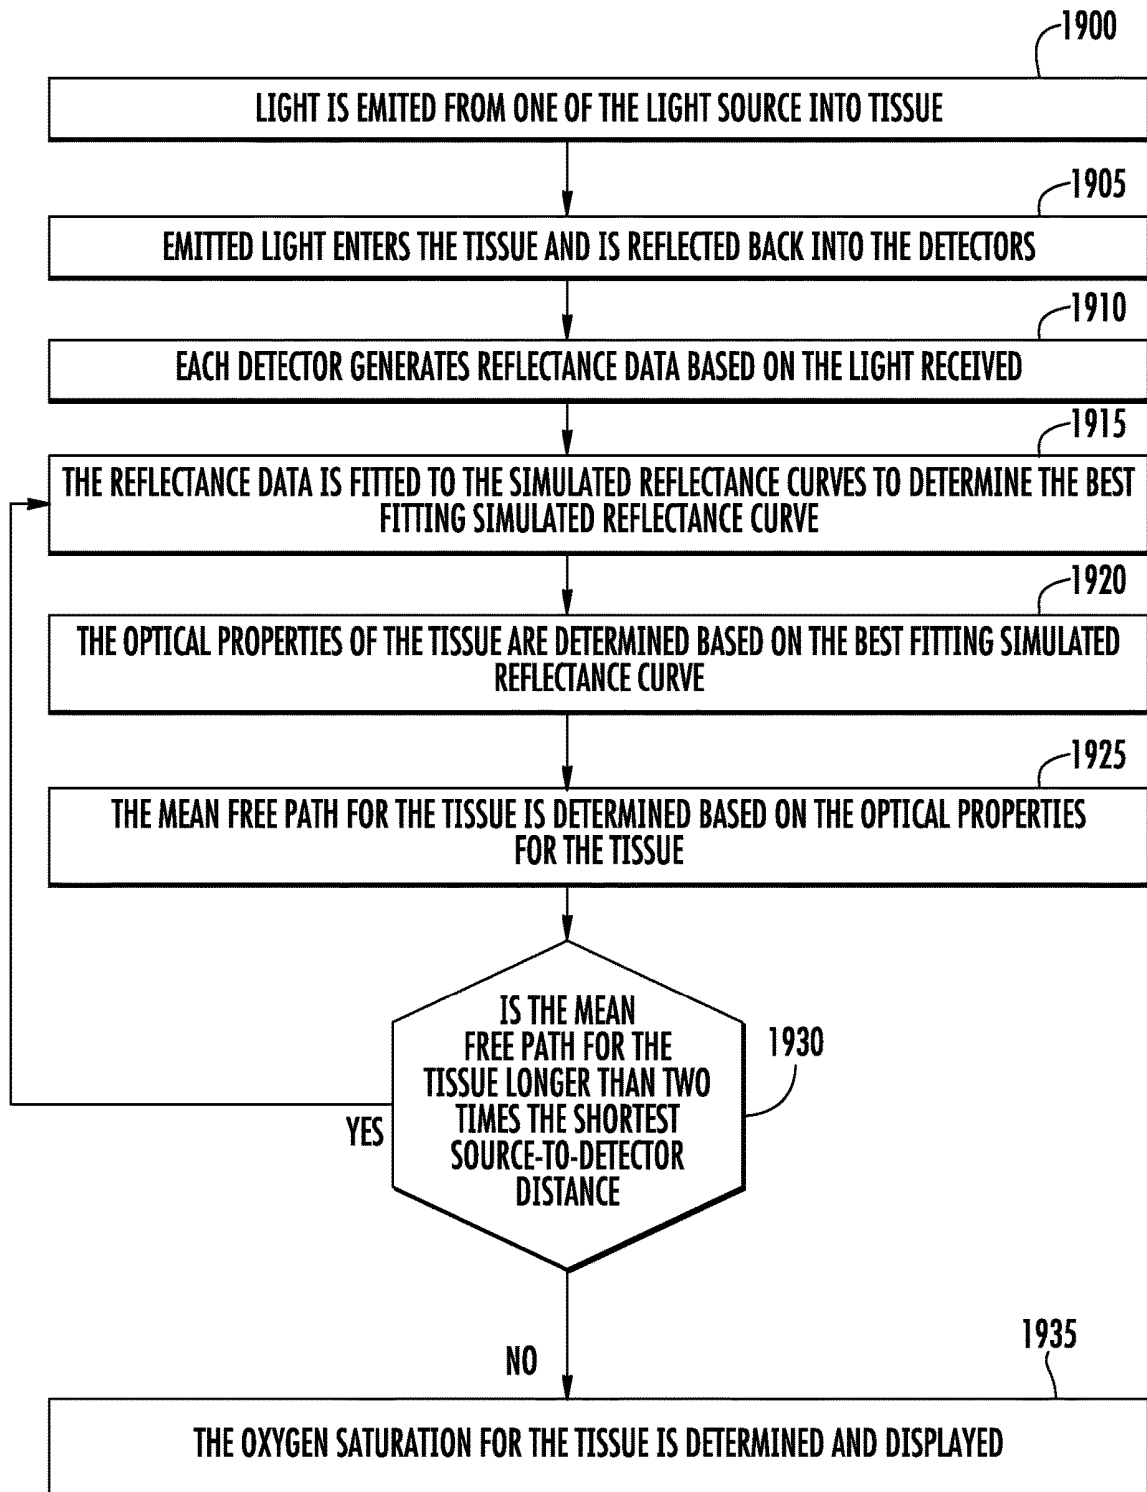 1900
LIGHT IS EMITED FROM ONE OF THE LIGHT SOURCE INTO TISSUE
1905
EMITTED LIGHT ENTERS THE TISSUE AND IS REFLECTED BACK INTO THE DETECTORS
1910
EACH DETECTOR GENERATES REFLECTANCE DATA BASED ON THE LIGHT RECEIVED
1915
THE REFLECTANCE DATA IS FITTED TO THE SIMULATED REFLECTANCE CURVES TO DETERMINE THE BEST
FITTING SIMULATED REFLECTANCE CURVE
1920
THE OPTICAL PROPERTIES OF THE TISSUE ARE DETERMINED BASED ON THE BEST FITTING SIMULATED
REFLECTANCE CURVE
1925
THE MEAN FREE PATH FOR THE TISSUE IS DETERMINED BASED ON THE OPTICAL PROPERTIES
FOR THE TISSUE
IS THE MEAN
FREE PATH FOR THE
TISSUE LONGER THAN TWO
TIMES THE SHORTEST
SOURCE-TO-DETECTOR
DISTANCE
1930
YES
NO
1935
THE OXYGEN SATURATION FOR THE TISSUE IS DETERMINED AND DISPLAYED